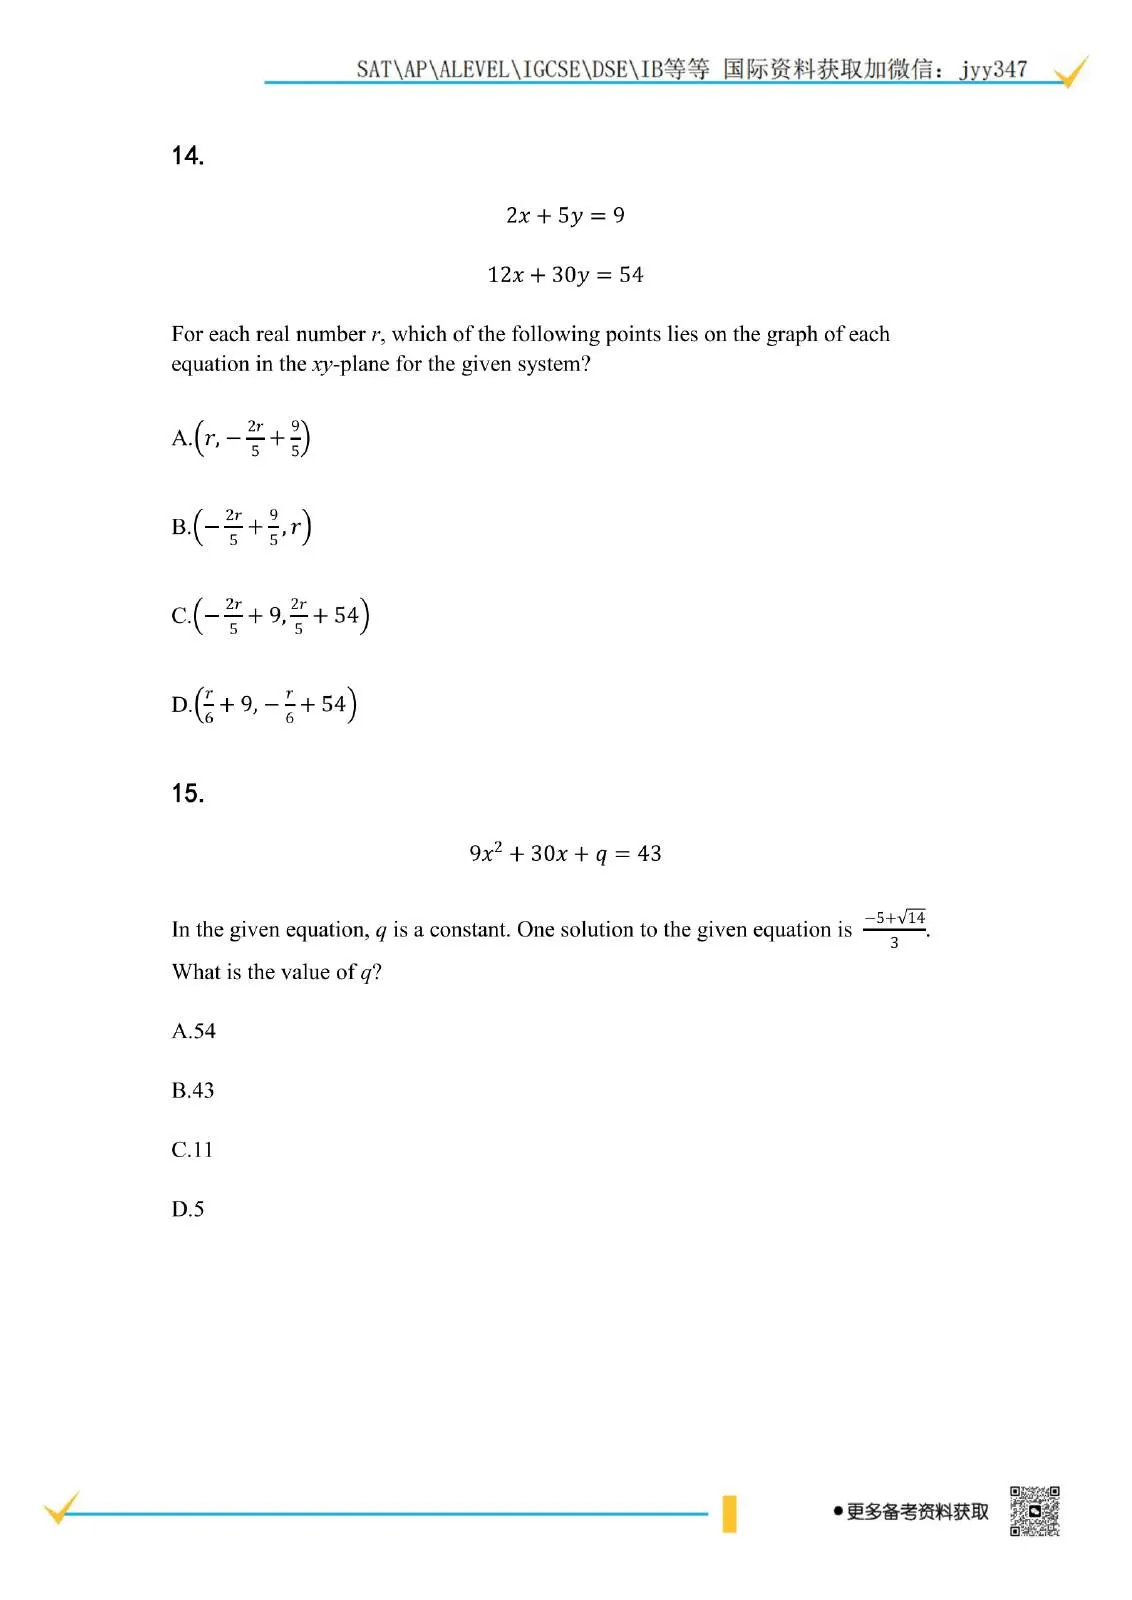 SAT\AP\ALEVEL\IGCSE\DSE\IB等等 国际资料获取加微信：jyy347
14.
2x + 5y = 9
12x + 30y = 54
For each real number r, which of the following points lies on the graph of each
equation in the xy-plane for the given system?
A.(r, −2r/5 + 9/5)
B.(−2r/5 + 9/5, r)
C.(−2r/5 + 9, 2r/5 + 54)
D.(r/6 + 9, −r/6 + 54)
15.
9x² + 30x + q = 43
In the given equation, q is a constant. One solution to the given equation is (−5+√14)/3.
What is the value of q?
A.54
B.43
C.11
D.5
●更多备考资料获取